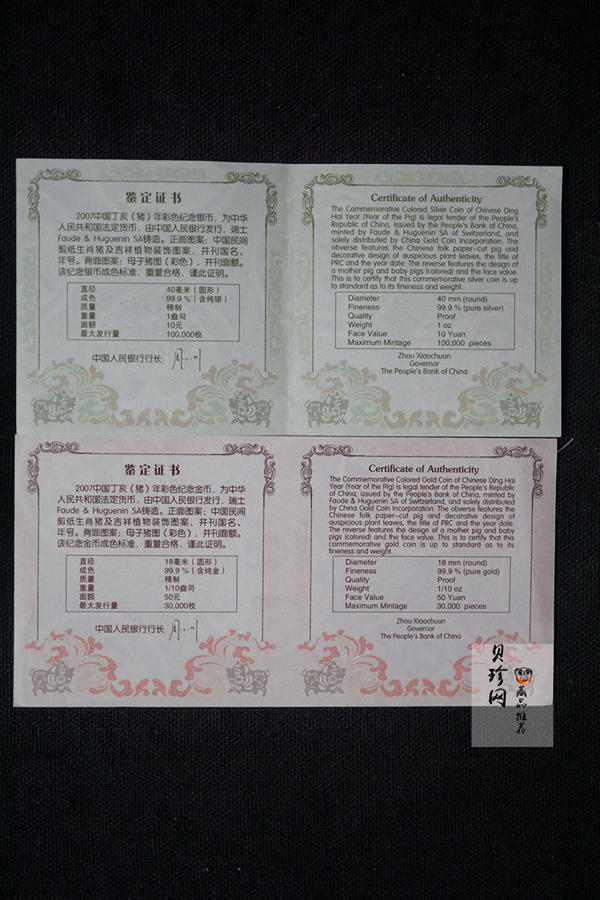 鉴定证书
2007中国丁亥（猪）年彩色纪念银币，为中华
人民共和国法定货币，由中国人民银行发行，瑞士
Faude & Huguenin SA铸造。正面图案：中国民间
剪纸生肖猪及吉祥植物装饰图案，并刊国名、
年号。背面图案：母子猪图（彩色），并刊面额。
该纪念银币成色标准，重量合格，谨此证明。
直径 40毫米（圆形）
成色 99.9％（含纯银）
质量 精制
重量 1盎司
面额 10元
最大发行量 100,000枚
中国人民银行行长
Certificate of Authenticity
The Commemorative Colored Silver Coin of Chinese Ding
Hai Year (Year of the Pig) is legal tender of the People's
Republic of China, issued by the People's Bank of China,
minted by Faude & Huguenin SA of Switzerland, and
solely distributed by China Gold Coin Incorporation. The
obverse features the Chinese folk paper-cut pig and
decorative design of auspicious plant leaves, the title of
PRC and the year date. The reverse features the design of
a mother pig and baby pigs (colored) and the face value.
This is to certify that this commemorative silver coin is up
to standard as to its fineness and weight.
Diameter 40 mm (round)
Fineness 99.9 % (pure silver)
Quality Proof
Weight 1 oz
Face Value 10 Yuan
Maximum Mintage 100,000 pieces
Zhou Xiaochuan
Governor
The People's Bank of China
鉴定证书
2007中国丁亥（猪）年彩色纪念金币，为中华
人民共和国法定货币，由中国人民银行发行，瑞士
Faude & Huguenin SA铸造。正面图案：中国民间
剪纸生肖猪及吉祥植物装饰图案，并刊国名、
年号。背面图案：母子猪图（彩色），并刊面额。
该纪念金币成色标准，重量合格，谨此证明。
直径 18毫米（圆形）
成色 99.9％（含纯金）
质量 精制
重量 1/10盎司
面额 50元
最大发行量 30,000枚
中国人民银行行长
Certificate of Authenticity
The Commemorative Colored Gold Coin of Chinese Ding Hai
Year (Year of the Pig) is legal tender of the People's Republic
of China, issued by the People's Bank of China, minted by
Faude & Huguenin SA of Switzerland, and solely distributed
by China Gold Coin Incorporation. The obverse features the
Chinese folk paper-cut pig and decorative design of
auspicious plant leaves, the title of PRC and the year date.
The reverse features the design of a mother pig and baby
pigs (colored) and the face value. This is to certify that this
commemorative gold coin is up to standard as to its
fineness and weight.
Diameter 18 mm (round)
Fineness 99.9 % (pure gold)
Quality Proof
Weight 1/10 oz
Face Value 50 Yuan
Maximum Mintage 30,000 pieces
Zhou Xiaochuan
Governor
The People's Bank of China
贝珍网
藏品推荐